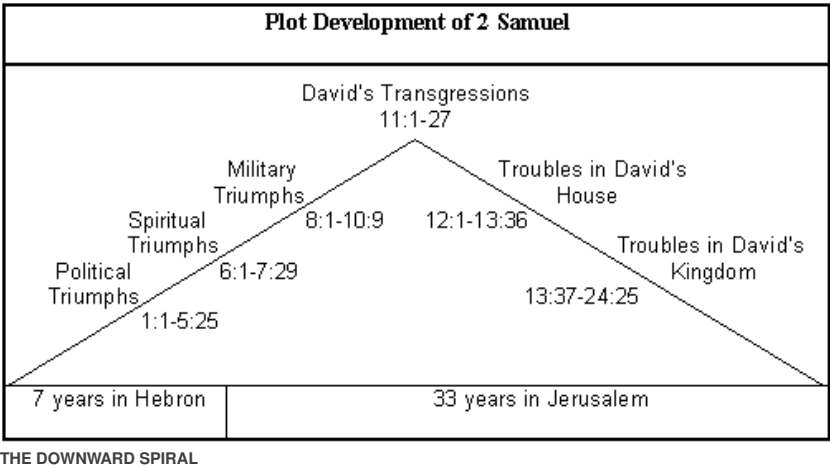 Plot Development of 2 Samuel
David's Transgressions
11:1-27
Military
Triumphs
8:1-10:9
Spiritual
Triumphs
6:1-7:29
Political
Triumphs
1:1-5:25
Troubles in David's
House
12:1-13:36
Troubles in David's
Kingdom
13:37-24:25
7 years in Hebron
33 years in Jerusalem
THE DOWNWARD SPIRAL